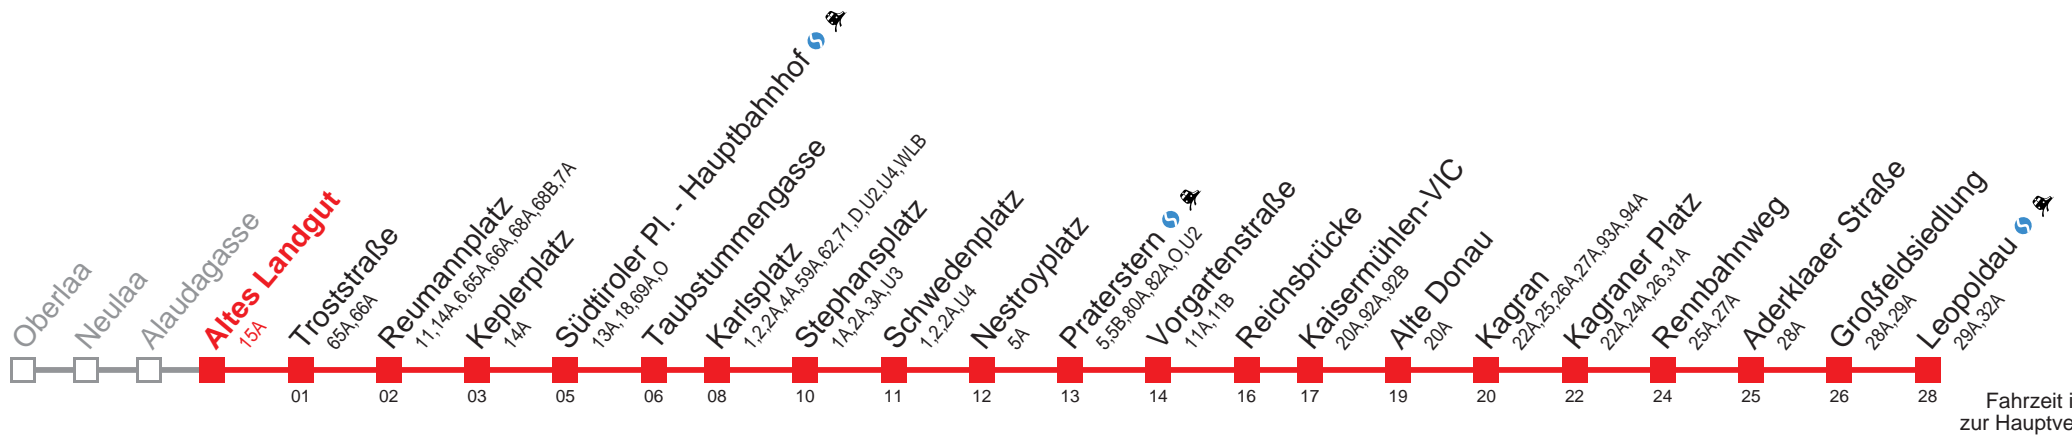 Oberlaa
Neulaa
Alaudagasse
Altes Landgut
15A
Troststraße
65A,66A
01
Reumannplatz
11,14A,6,65A,66A,68A,68B,7A
02
Keplerplatz
14A
03
Südtiroler Pl. - Hauptbahnhof
13A,18,69A,O
05
Taubstummengasse
06
Karlsplatz
1,2,2A,4A,59A,62,71,D,U2,U4,WLB
08
Stephansplatz
1A,2A,3A,U3
10
Schwedenplatz
1,2,2A,U4
11
Nestroyplatz
5A
12
Praterstern
5,5B,80A,82A,O,U2
13
Vorgartenstraße
11A,11B
14
Reichsbrücke
16
Kaisermühlen-VIC
20A,92A,92B
17
Alte Donau
20A
19
Kagran
22A,25,26A,27A,93A,94A
20
Kagraner Platz
22A,24A,26,31A
22
Rennbahnweg
25A,27A
24
Aderklaaer Straße
28A
25
Großfeldsiedlung
28A,29A
26
Leopoldau
29A,32A
28
Fahrzeit i
zur Hauptve